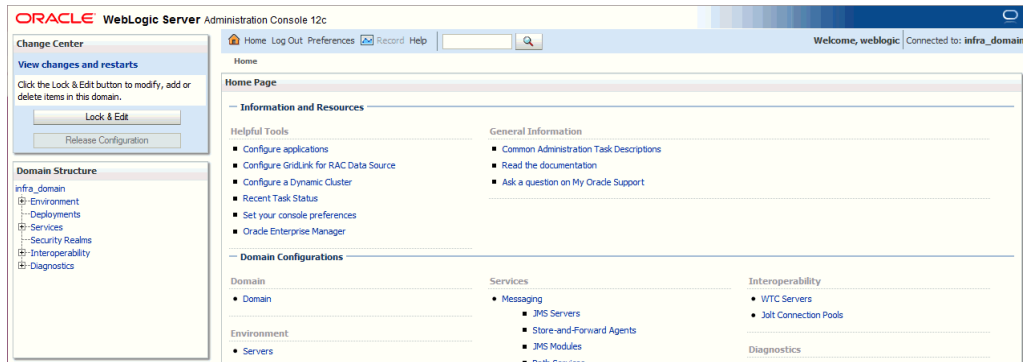 ORACLE WebLogic Server Administration Console 12c
Change Center
View changes and restarts
Click the Lock & Edit button to modify, add or
delete items in this domain.
Lock & Edit
Release Configuration
Domain Structure
infra_domain
Environment
Deployments
Services
Security Realms
Interoperability
Diagnostics
Home Log Out Preferences Record Help
Welcome, weblogic Connected to: infra_domain
Home
Home Page
Information and Resources
Helpful Tools
Configure applications
Configure GridLink for RAC Data Source
Configure a Dynamic Cluster
Recent Task Status
Set your console preferences
Oracle Enterprise Manager
General Information
Common Administration Task Descriptions
Read the documentation
Ask a question on My Oracle Support
Domain Configurations
Domain
Domain
Environment
Servers
Services
Messaging
JMS Servers
Store-and-Forward Agents
JMS Modules
Interoperability
WTC Servers
Jolt Connection Pools
Diagnostics